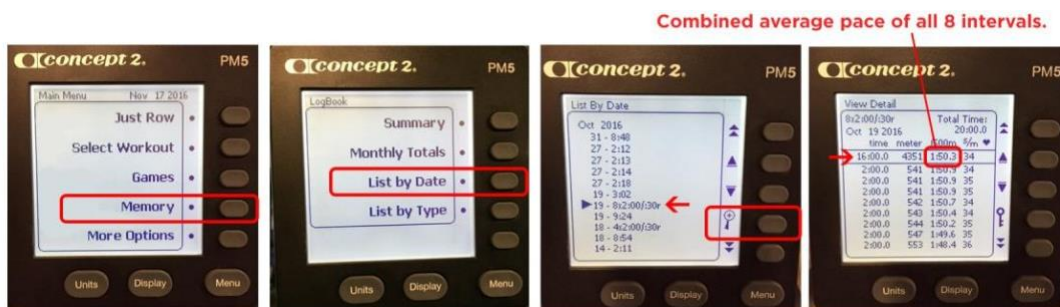 Combined average pace of all 8 intervals.
concept 2. PM5
Main Menu Nov 17 2016
Just Row
Select Workout
Games
Memory
More Options
Units Display Menu
concept 2. PM5
LogBook
Summary
Monthly Totals
List by Date
List by Type
Units Display Menu
concept 2. PM5
List By Date
Oct 2016
31 - 8:40
27 - 2:12
27 - 2:13
27 - 2:14
27 - 2:18
19 - 3:02
19 - 8x2:00/:30r
19 - 9:24
18 - 4x2:00/:30r
18 - 8:54
14 - 2:11
Units Display Menu
concept 2. PM5
View Detail
8x2:00/:30r Total Time:
Oct 19 2016 20:00.0
time meter /500m s/m
16:00.0 4351 1:50.3 34
2:00.0 541 1:50.9 34
2:00.0 541 1:50.9 35
2:00.0 541 1:50.9 35
2:00.0 542 1:50.7 34
2:00.0 543 1:50.4 34
2:00.0 544 1:50.2 35
2:00.0 547 1:49.6 35
2:00.0 553 1:48.4 36
Units Display Menu